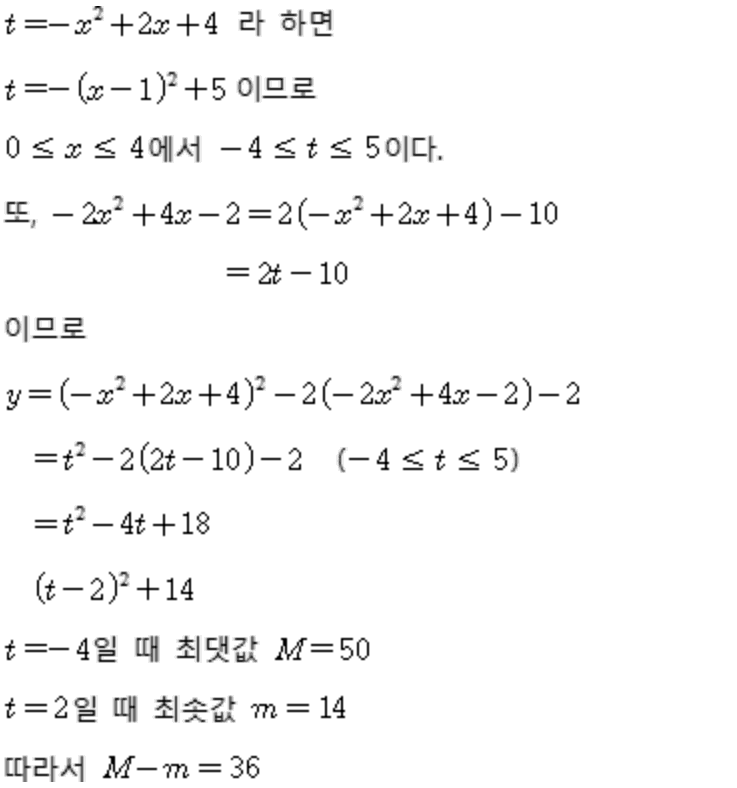 t=-x²+2x+4 라 하면
t=-(x-1)²+5 이므로
0 ≤ x ≤ 4에서 -4 ≤ t ≤ 5이다.
또, -2x²+4x-2=2(-x²+2x+4)-10
=2t-10
이므로
y=(-x²+2x+4)²-2(-2x²+4x-2)-2
=t²-2(2t-10)-2 (-4 ≤ t ≤ 5)
=t²-4t+18
(t-2)²+14
t=-4일 때 최댓값 M=50
t=2일 때 최솟값 m=14
따라서 M-m=36